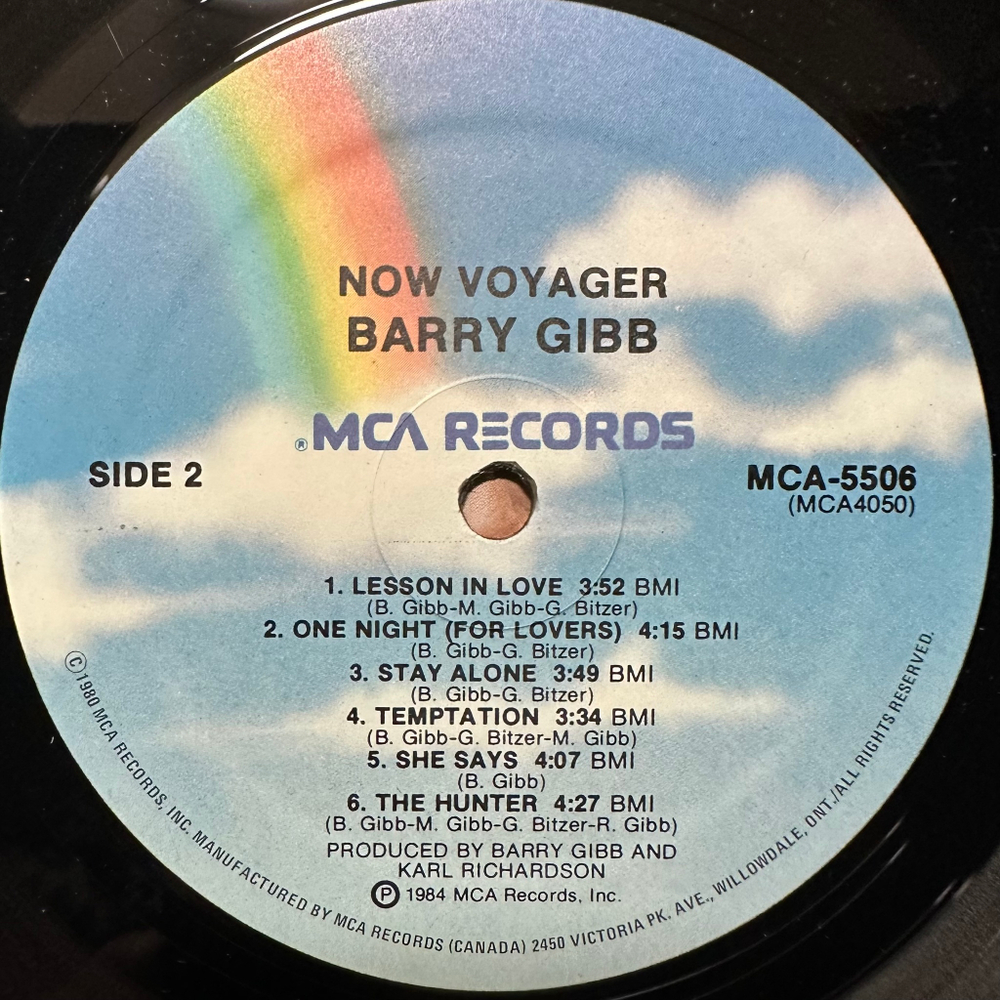 NOW VOYAGER
BARRY GIBB
®MCA RECORDS
SIDE 2
MCA-5506
(MCA4050)
1. LESSON IN LOVE 3:52 BMI
(B. Gibb-M. Gibb-G. Bitzer)
2. ONE NIGHT (FOR LOVERS) 4:15 BMI
(B. Gibb-G. Bitzer)
3. STAY ALONE 3:49 BMI
(B. Gibb-G. Bitzer)
4. TEMPTATION 3:34 BMI
(B. Gibb-G. Bitzer-M. Gibb)
5. SHE SAYS 4:07 BMI
(B. Gibb)
6. THE HUNTER 4:27 BMI
(B. Gibb-M. Gibb-G. Bitzer-R. Gibb)
PRODUCED BY BARRY GIBB AND
KARL RICHARDSON
℗ 1984 MCA Records, Inc.
©1980 MCA RECORDS, INC. MANUFACTURED BY MCA RECORDS (CANADA) 2450 VICTORIA PK. AVE., WILLOWDALE, ONT./ALL RIGHTS RESERVED.